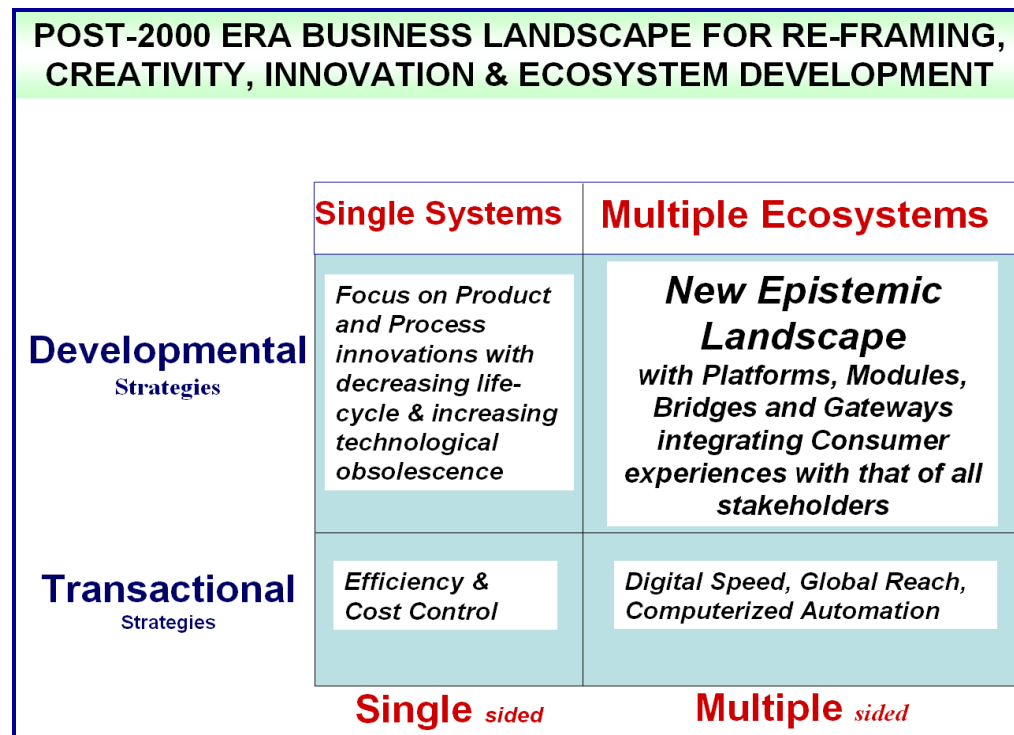 POST-2000 ERA BUSINESS LANDSCAPE FOR RE-FRAMING,
CREATIVITY, INNOVATION & ECOSYSTEM DEVELOPMENT
Single Systems
Multiple Ecosystems
Developmental
Strategies
Focus on Product
and Process
innovations with
decreasing life-
cycle & increasing
technological
obsolescence
New Epistemic
Landscape
with Platforms, Modules,
Bridges and Gateways
integrating Consumer
experiences with that of all
stakeholders
Transactional
Strategies
Efficiency &
Cost Control
Digital Speed, Global Reach,
Computerized Automation
Single sided
Multiple sided